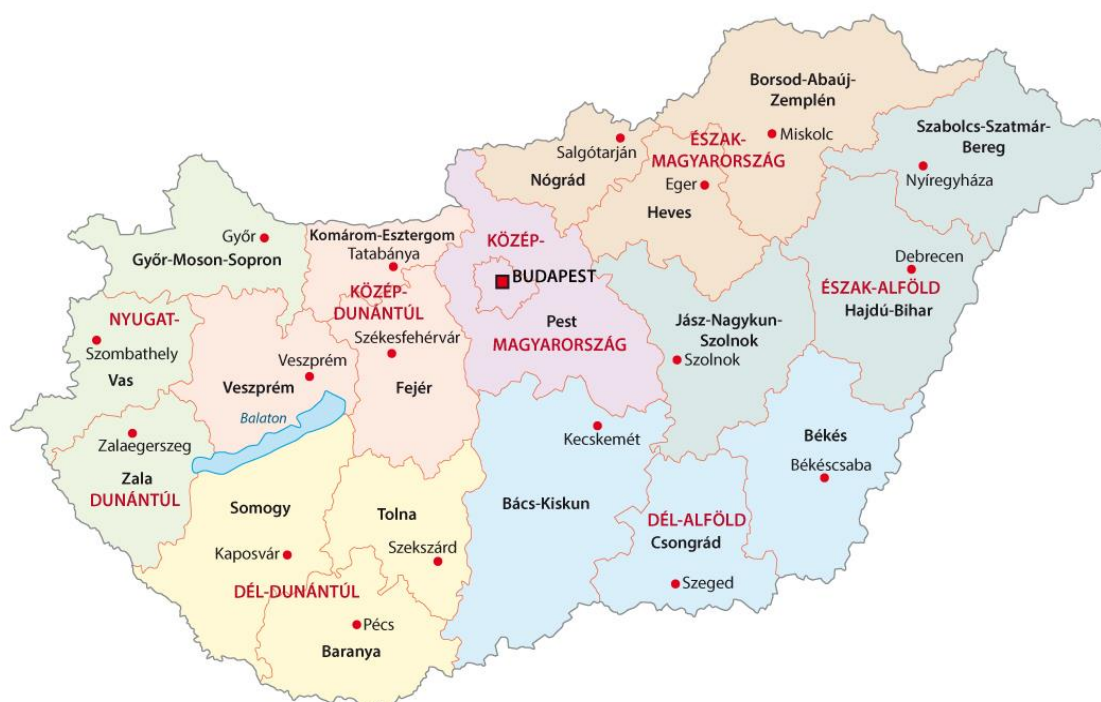 Borsod-Abaúj-
Zemplén
Miskolc
Szabolcs-Szatmár-
Bereg
Nyíregyháza
Salgótarján
ÉSZAK-
MAGYARORSZÁG
Nógrád
Eger
Heves
Győr
Győr-Moson-Sopron
Komárom-Esztergom
Tatabánya
KÖZÉP-
DUNÁNTÚL
KÖZÉP-
BUDAPEST
Pest
MAGYARORSZÁG
Debrecen
ÉSZAK-ALFÖLD
Hajdú-Bihar
Jász-Nagykun-
Szolnok
Szolnok
NYUGAT-
Szombathely
Vas
Veszprém
Veszprém
Székesfehérvár
Fejér
Balaton
Zalaegerszeg
Zala
DUNÁNTÚL
Kecskemét
Békés
Békéscsaba
Somogy
Tolna
Bács-Kiskun
DÉL-ALFÖLD
Csongrád
Kaposvár
Szekszárd
Szeged
DÉL-DUNÁNTÚL
Pécs
Baranya